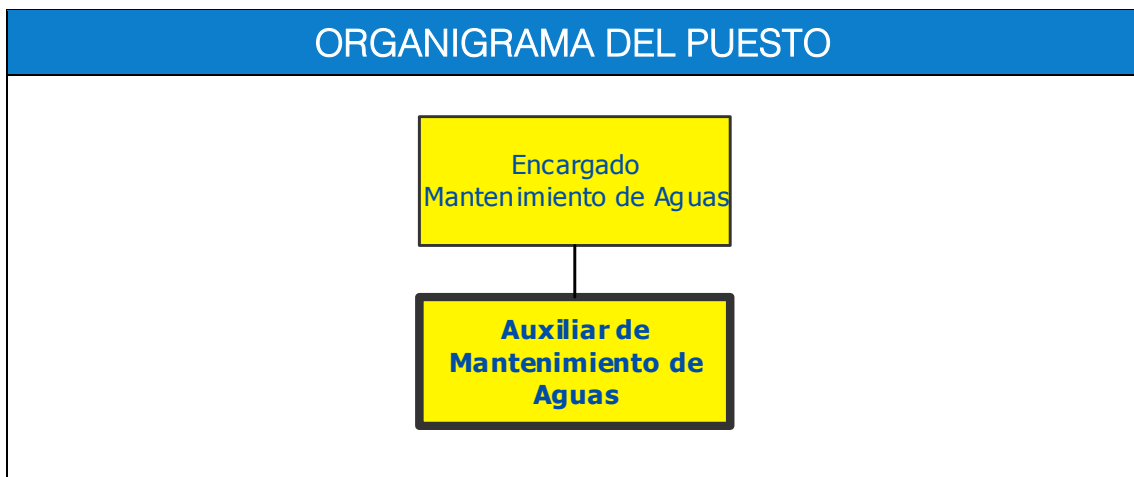 ORGANIGRAMA DEL PUESTO
Encargado
Mantenimiento de Aguas
Auxiliar de
Mantenimiento de
Aguas